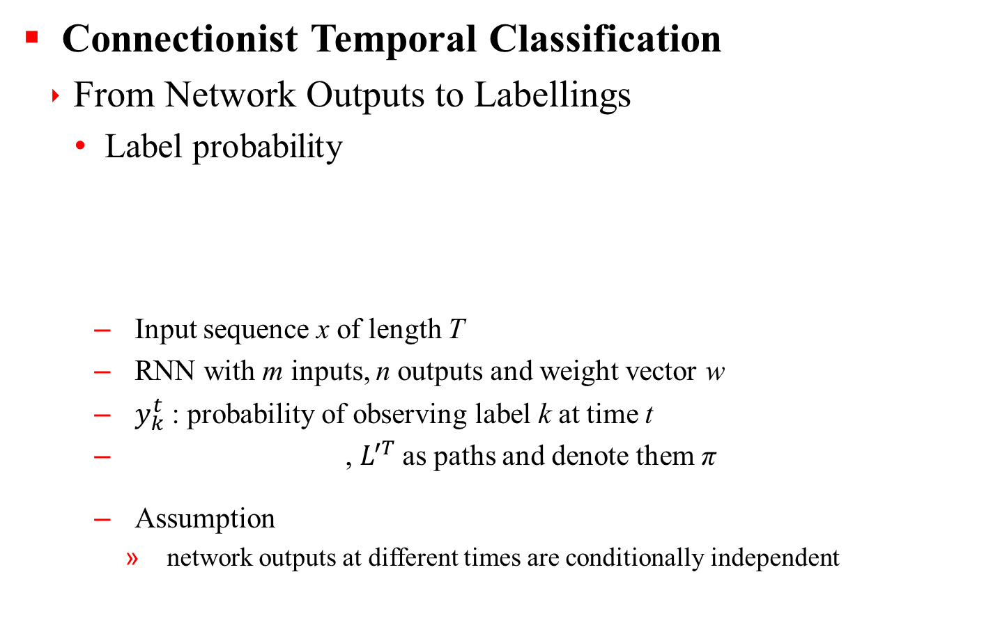 ▪ Connectionist Temporal Classification
‣ From Network Outputs to Labellings
• Label probability
– Input sequence x of length T
– RNN with m inputs, n outputs and weight vector w
– y_k^t : probability of observing label k at time t
– , L′^T as paths and denote them π
– Assumption
» network outputs at different times are conditionally independent